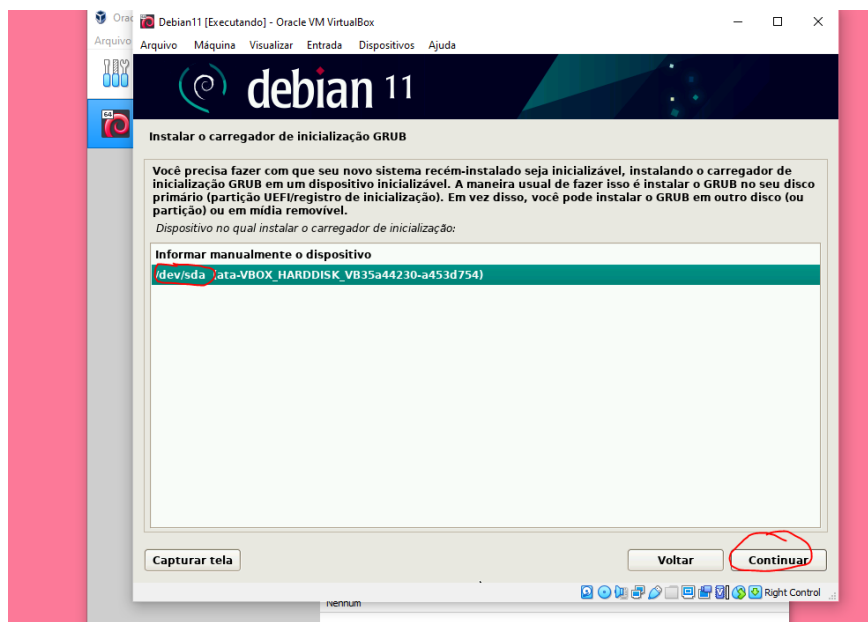 Orac
Debian11 [Executando] - Oracle VM VirtualBox
Arquivo
Arquivo Máquina Visualizar Entrada Dispositivos Ajuda
64
debian 11
Instalar o carregador de inicialização GRUB
Você precisa fazer com que seu novo sistema recém-instalado seja inicializável, instalando o carregador de
inicialização GRUB em um dispositivo inicializável. A maneira usual de fazer isso é instalar o GRUB no seu disco
primário (partição UEFI/registro de inicialização). Em vez disso, você pode instalar o GRUB em outro disco (ou
partição) ou em mídia removível.
Dispositivo no qual instalar o carregador de inicialização:
Informar manualmente o dispositivo
/dev/sda (ata-VBOX_HARDDISK_VB35a44230-a453d754)
Capturar tela
Voltar
Continuar
Right Control
Nenhum